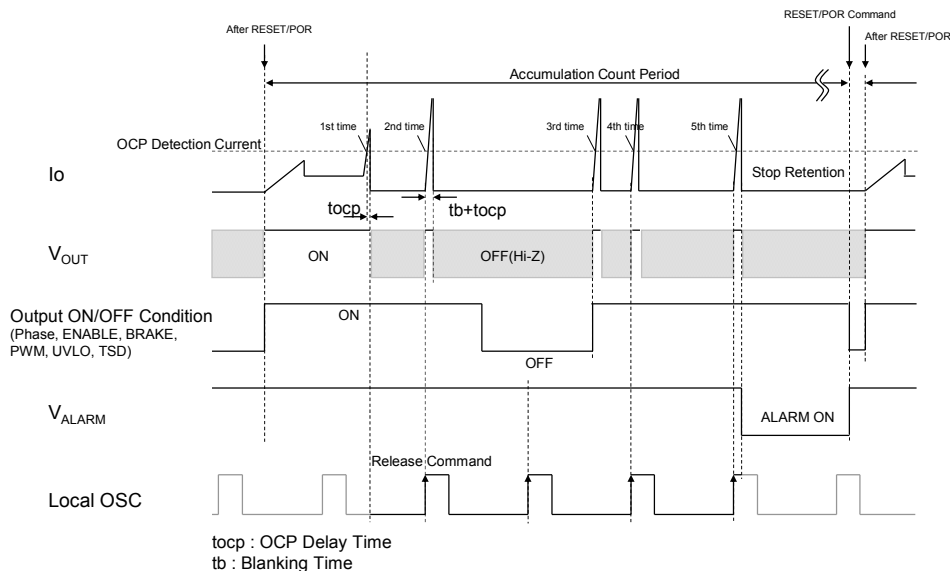 RESET/POR Command
After RESET/POR
After RESET/POR
Accumulation Count Period
1st time
2nd time
3rd time
4th time
5th time
OCP Detection Current
Io
Stop Retention
tocp
tb+tocp
VOUT
ON
OFF(Hi-Z)
Output ON/OFF Condition
(Phase, ENABLE, BRAKE,
PWM, UVLO, TSD)
ON
OFF
VALARM
ALARM ON
Release Command
Local OSC
tocp : OCP Delay Time
tb : Blanking Time